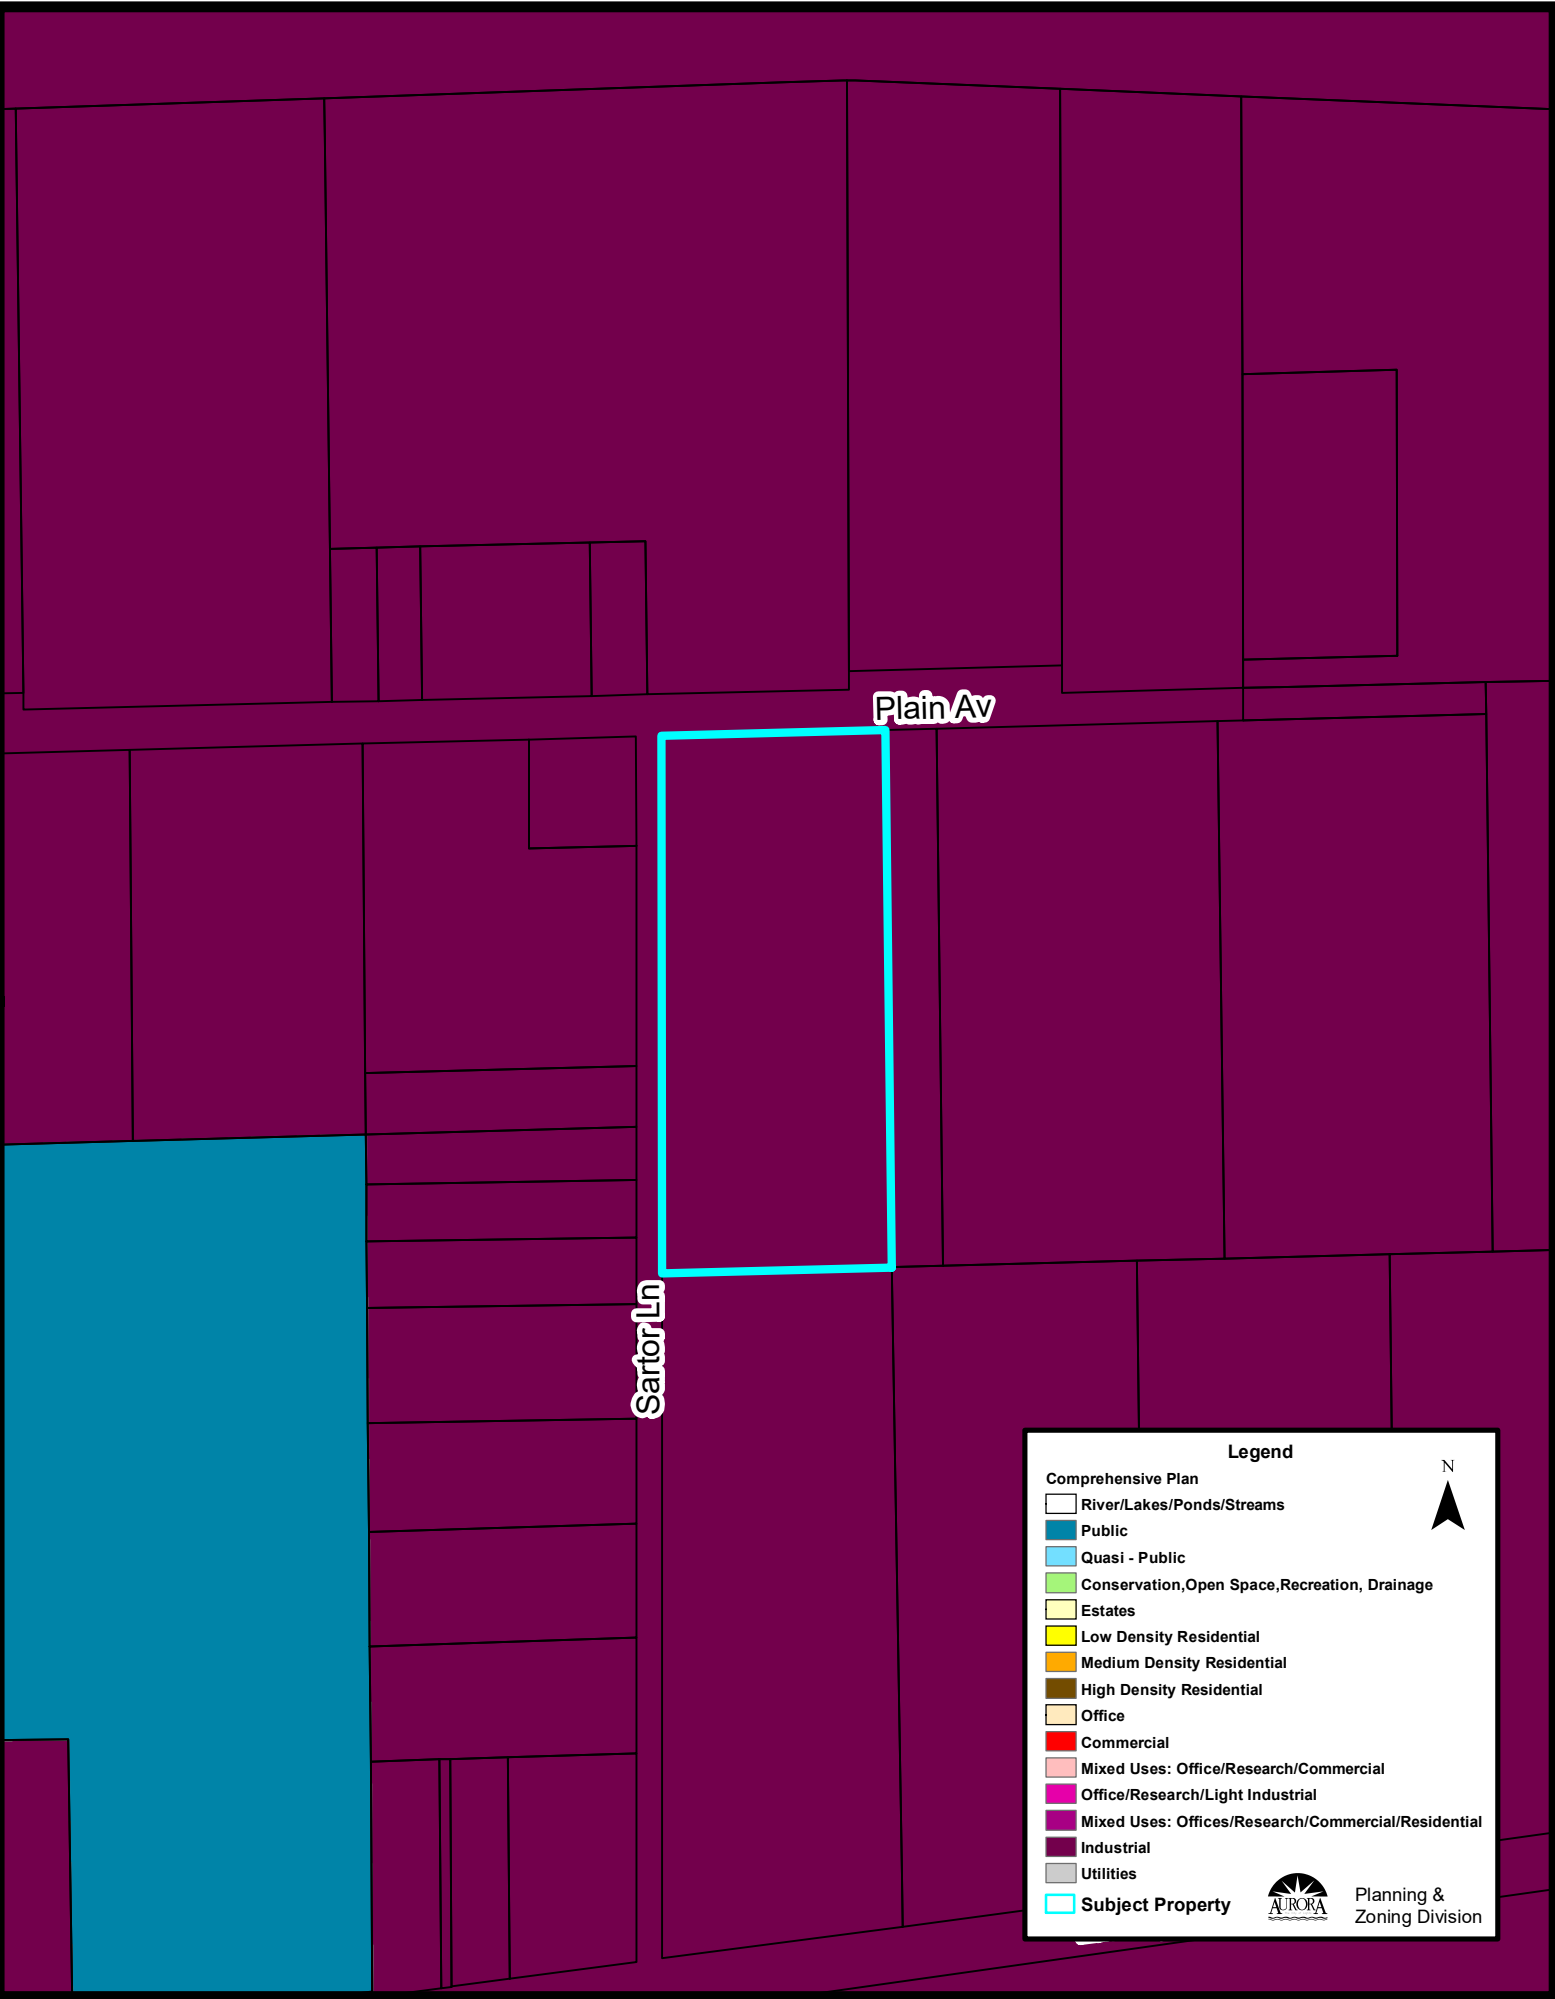 Plain Av
Sartor Ln
Legend
N
Comprehensive Plan
River/Lakes/Ponds/Streams
Public
Quasi - Public
Conservation,Open Space,Recreation, Drainage
Estates
Low Density Residential
Medium Density Residential
High Density Residential
Office
Commercial
Mixed Uses: Office/Research/Commercial
Office/Research/Light Industrial
Mixed Uses: Offices/Research/Commercial/Residential
Industrial
Utilities
Subject Property
AURORA
Planning &
Zoning Division